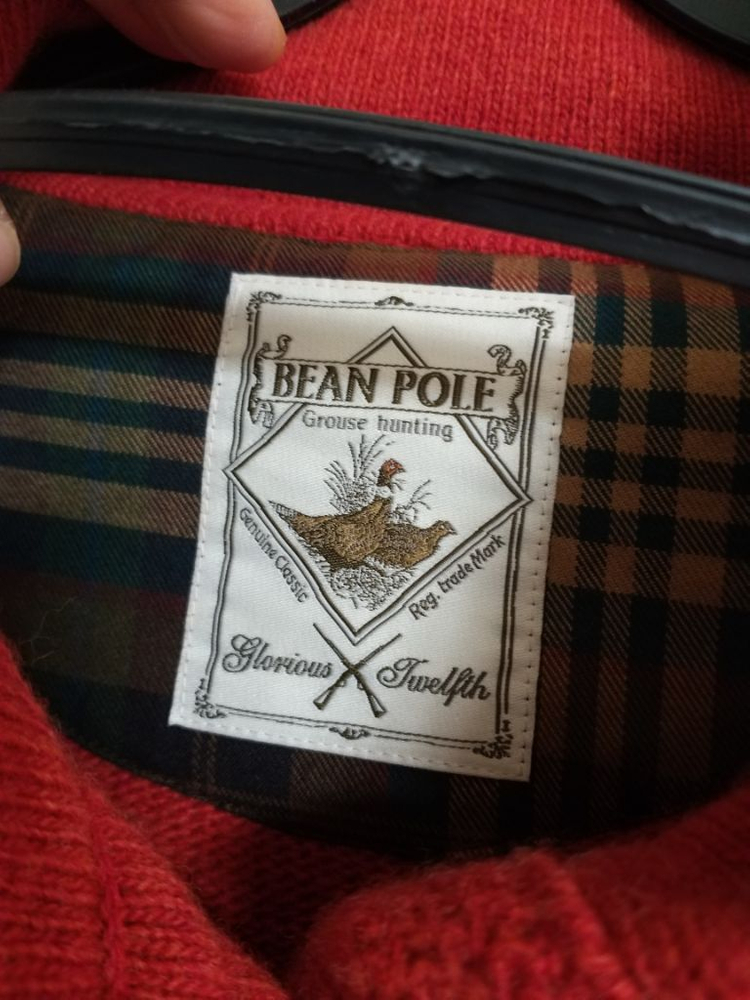 BEAN POLE
Grouse hunting
Genuine Classic
Reg. trade Mark
Glorious Twelfth